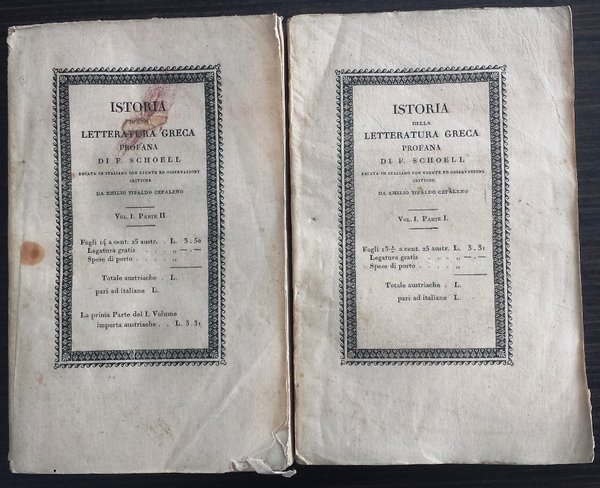 ISTORIA
DELLA
LETTERATURA GRECA
PROFANA
DI F. SCHOELL
RECATA IN ITALIANO CON GIUNTE ED OSSERVAZIONI
CRITICHE
DA EMILIO TIPALDO CEFALENO
VOL. I. PARTE II.
Fogli 14 a cent. 25 austr. . L. 3. 50
Legatura gratis . . . . „ —. —
Spese di porto . . . . . „
Totale austriache . L.
pari ad italiane L.
La prima Parte del I. Volume
importa austriache . . L. 3. 31
ISTORIA
DELLA
LETTERATURA GRECA
PROFANA
DI F. SCHOELL
RECATA IN ITALIANO CON GIUNTE ED OSSERVAZIONI
CRITICHE
DA EMILIO TIPALDO CEFALENO
VOL. I. PARTE I.
Fogli 13 a cent. 25 austr. L. 3. 31
Legatura gratis . . . . „ —. —
Spese di porto . . . . . „
Totale austriache . L.
pari ad italiane L.